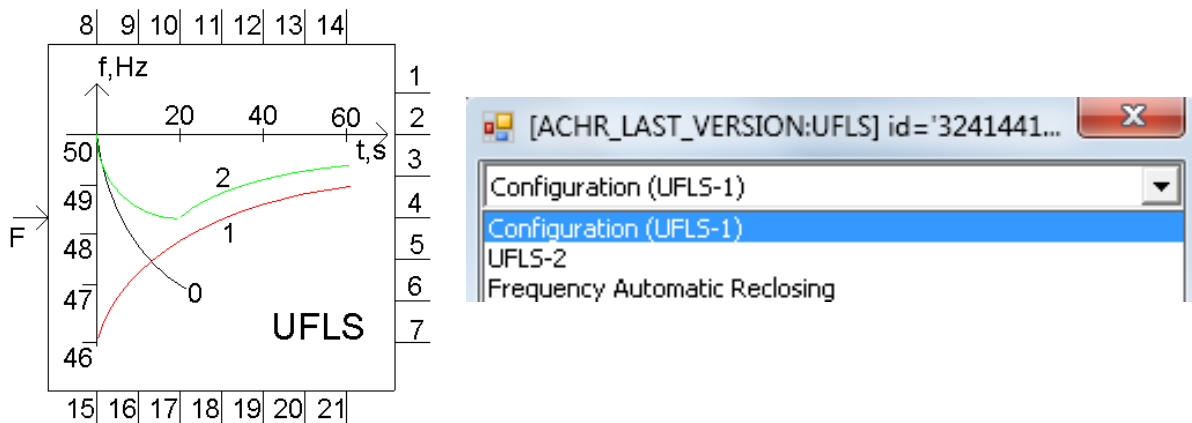 8 9 10 11 12 13 14
f,Hz
1
20 40 60 2
50 t,s
3
2
49
4
F
1
48
5
6
47 0
UFLS 7
46
15 16 17 18 19 20 21
[ACHR_LAST_VERSION:UFLS] id='3241441...
Configuration (UFLS-1)
Configuration (UFLS-1)
UFLS-2
Frequency Automatic Reclosing